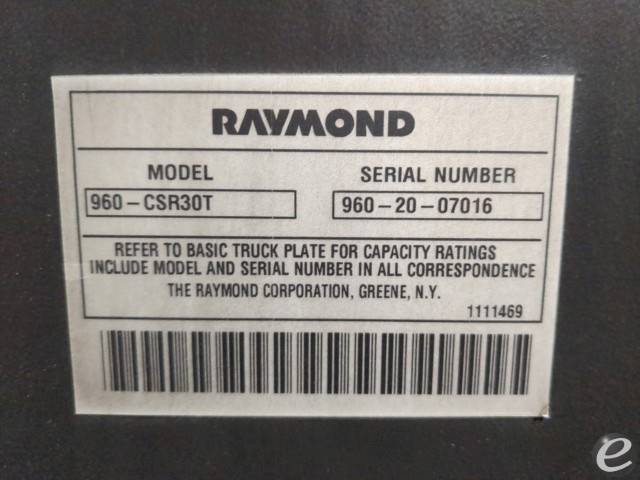 RAYMOND
MODEL
960-CSR30T
SERIAL NUMBER
960-20-07016
REFER TO BASIC TRUCK PLATE FOR CAPACITY RATINGS
INCLUDE MODEL AND SERIAL NUMBER IN ALL CORRESPONDENCE
THE RAYMOND CORPORATION, GREENE, N.Y.
1111469
e